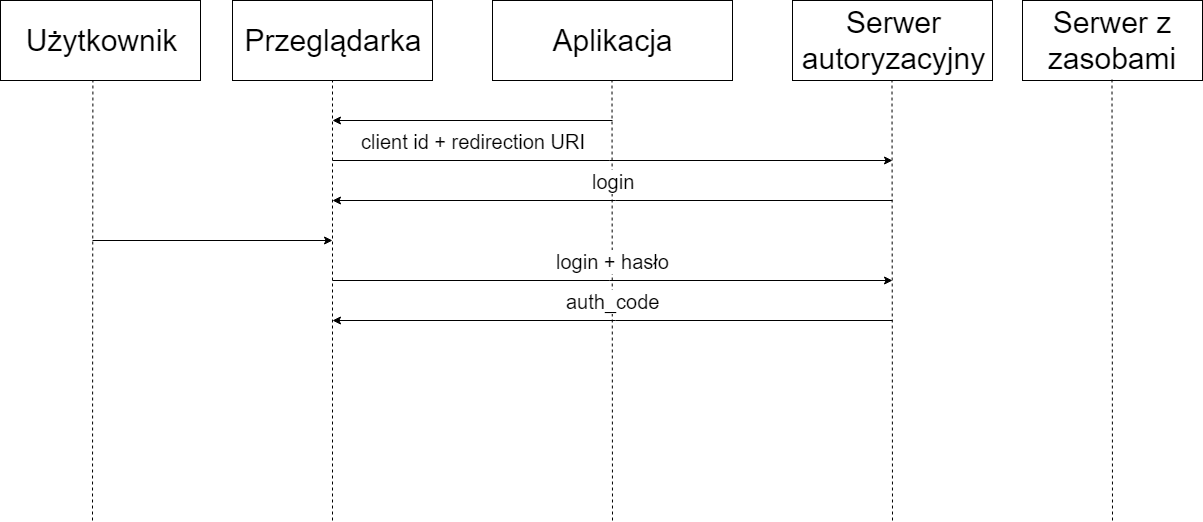 Użytkownik
Przeglądarka
Aplikacja
Serwer
autoryzacyjny
Serwer z
zasobami
client id + redirection URI
login
login + hasło
auth_code